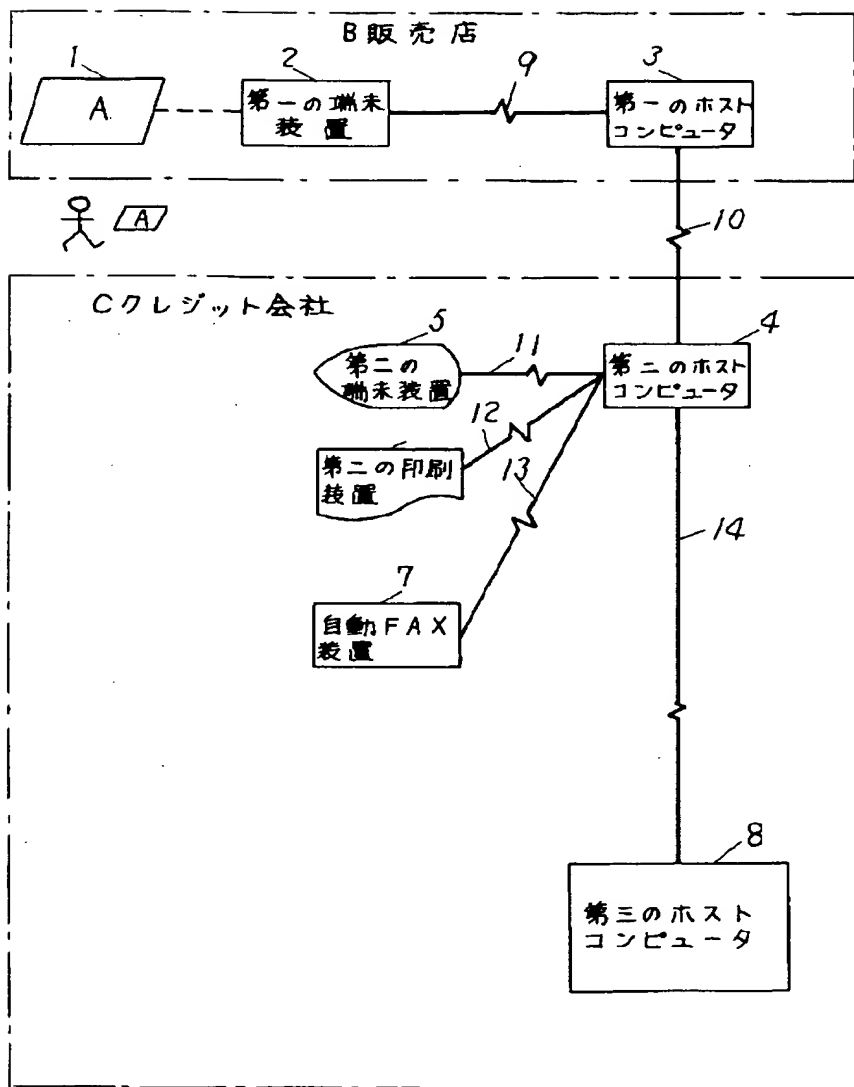 B販売店
1
2
9
3
A
第一の端未
装置
第一のホスト
コンピュータ
A
10
Cクレジット会社
5
11
4
第二の
端未装置
第二のホスト
コンピュータ
12
第二の印刷
装置
13
14
7
自動FAX
装置
8
第三のホスト
コンピュータ